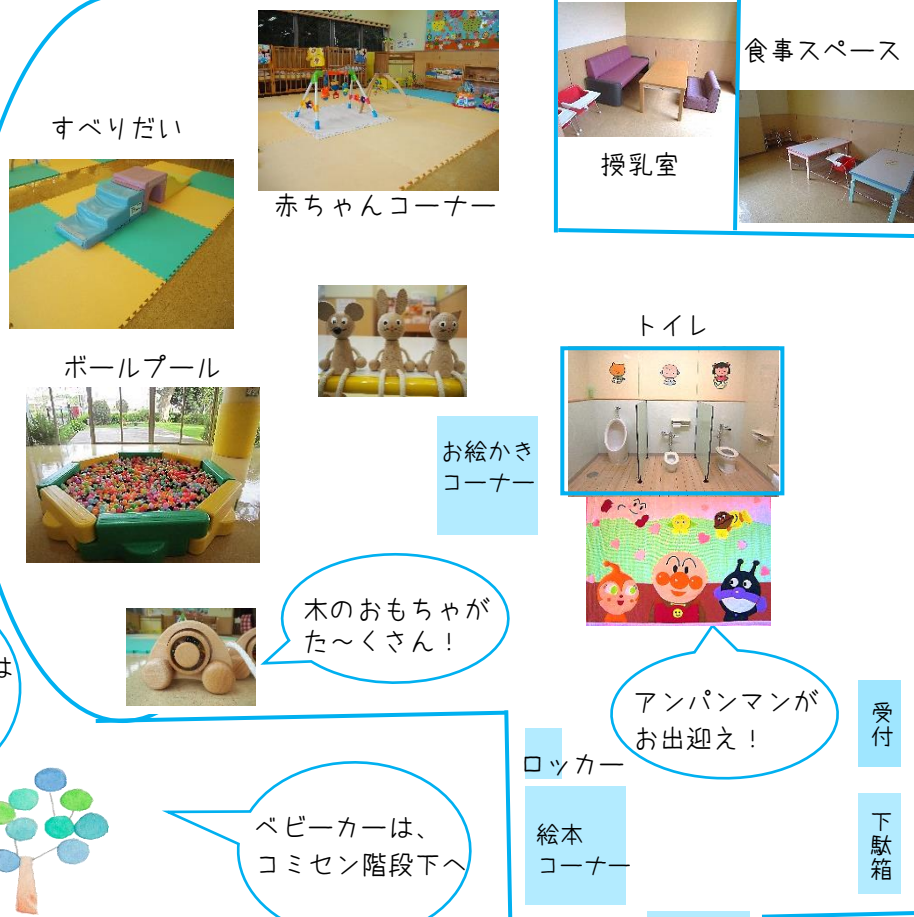 食事スペース
すべりだい
授乳室
赤ちゃんコーナー
トイレ
ボールプール
お絵かき
コーナー
木のおもちゃが
た～くさん！
は
アンパンマンが
お出迎え！
受付
ロッカー
ベビーカーは、
コミセン階段下へ
絵本
コーナー
下駄箱